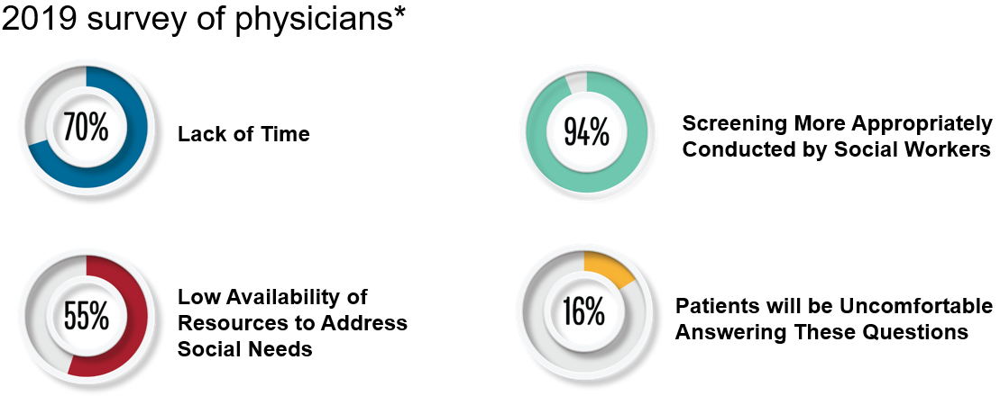 2019 survey of physicians*
70%
Lack of Time
94%
Screening More Appropriately
Conducted by Social Workers
55%
Low Availability of
Resources to Address
Social Needs
16%
Patients will be Uncomfortable
Answering These Questions